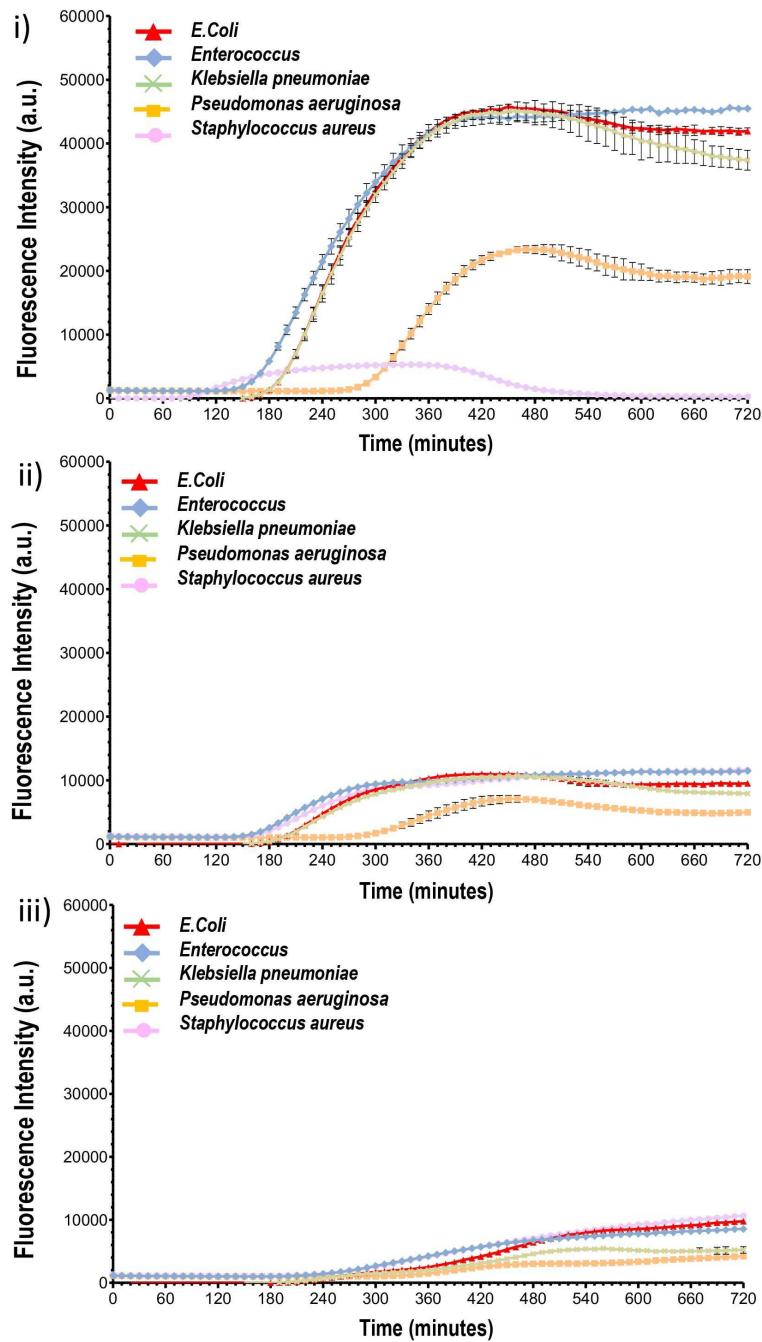 i)
60000
50000
40000
30000
20000
10000
0
Fluorescence Intensity (a.u.)
E.Coli
Enterococcus
Klebsiella pneumoniae
Pseudomonas aeruginosa
Staphylococcus aureus
0 60 120 180 240 300 360 420 480 540 600 660 720
Time (minutes)
ii)
60000
50000
40000
30000
20000
10000
0
Fluorescence Intensity (a.u.)
E.Coli
Enterococcus
Klebsiella pneumoniae
Pseudomonas aeruginosa
Staphylococcus aureus
0 60 120 180 240 300 360 420 480 540 600 660 720
Time (minutes)
iii)
60000
50000
40000
30000
20000
10000
0
Fluorescence Intensity (a.u.)
E.Coli
Enterococcus
Klebsiella pneumoniae
Pseudomonas aeruginosa
Staphylococcus aureus
0 60 120 180 240 300 360 420 480 540 600 660 720
Time (minutes)